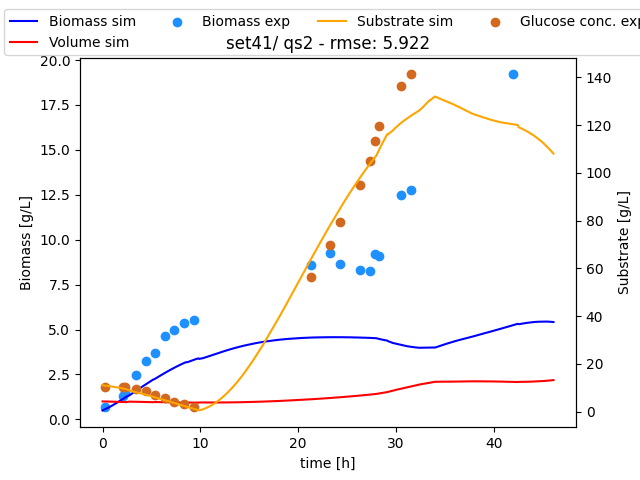 Biomass sim Biomass exp Substrate sim Glucose conc. exp
Volume sim
set41/ qs2 - rmse: 5.922
20.0
17.5
15.0
12.5
10.0
7.5
5.0
2.5
0.0
Biomass [g/L]
140
120
100
80
60
40
20
0
Substrate [g/L]
0 10 20 30 40
time [h]